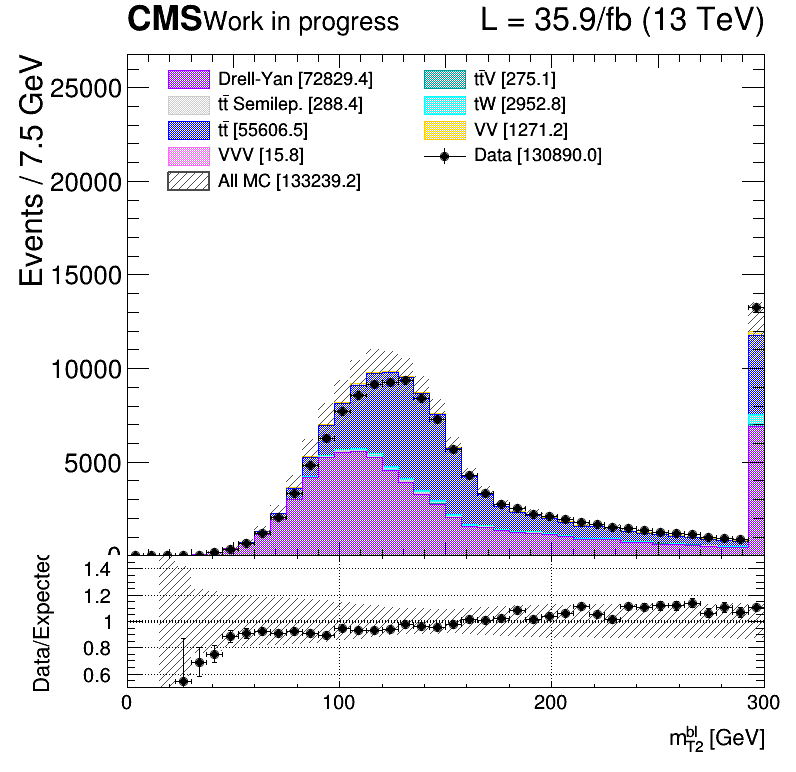 CMS Work in progress L = 35.9/fb (13 TeV)
Events / 7.5 GeV
25000
20000
15000
10000
5000
0
Drell-Yan [72829.4]
tt̄ Semilep. [288.4]
tt̄ [55606.5]
VVV [15.8]
All MC [133239.2]
tt̄V [275.1]
tW [2952.8]
VV [1271.2]
Data [130890.0]
Data/Expected
1.4
1.2
1
0.8
0.6
0 100 200 300
m_{T2}^{bl} [GeV]